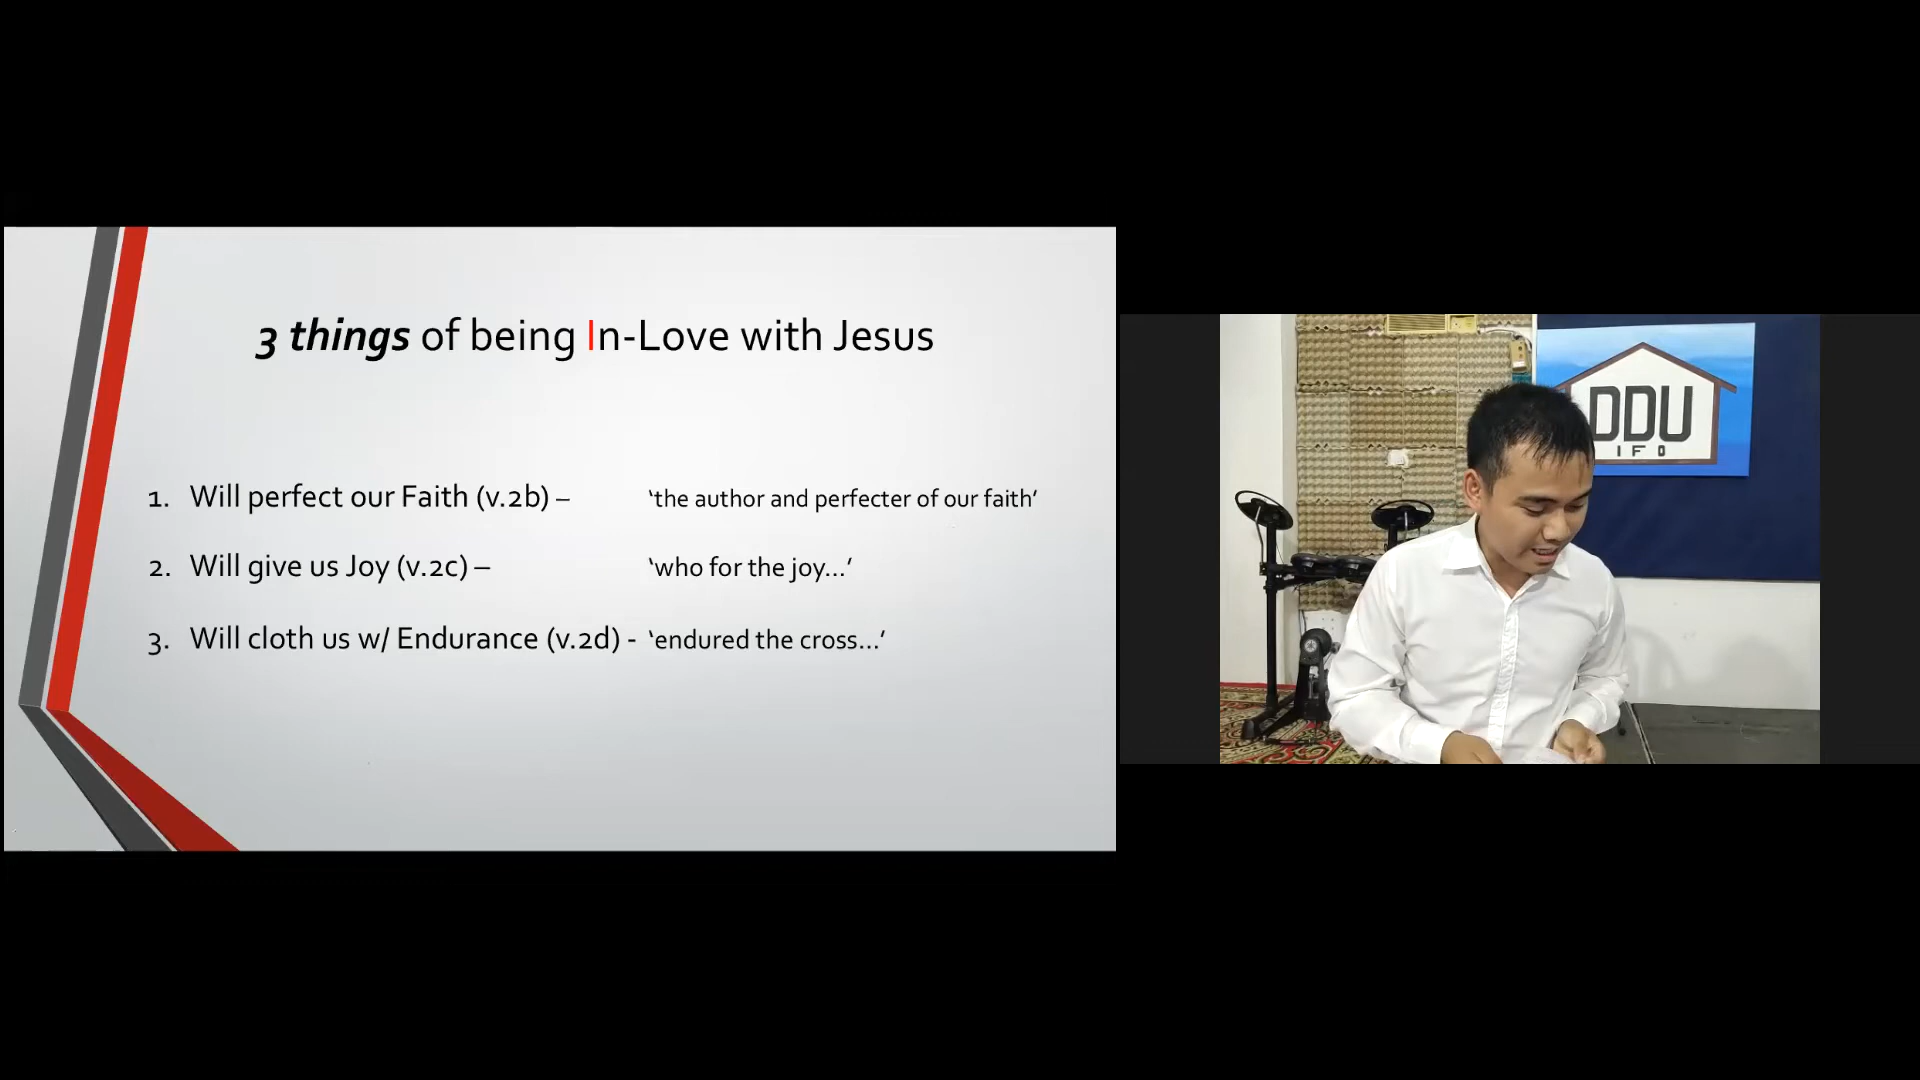 3 things of being In-Love with Jesus
1. Will perfect our Faith (v.2b) – ‘the author and perfecter of our faith’
2. Will give us Joy (v.2c) – ‘who for the joy...’
3. Will cloth us w/ Endurance (v.2d) - ‘endured the cross...’
DDU
IFO